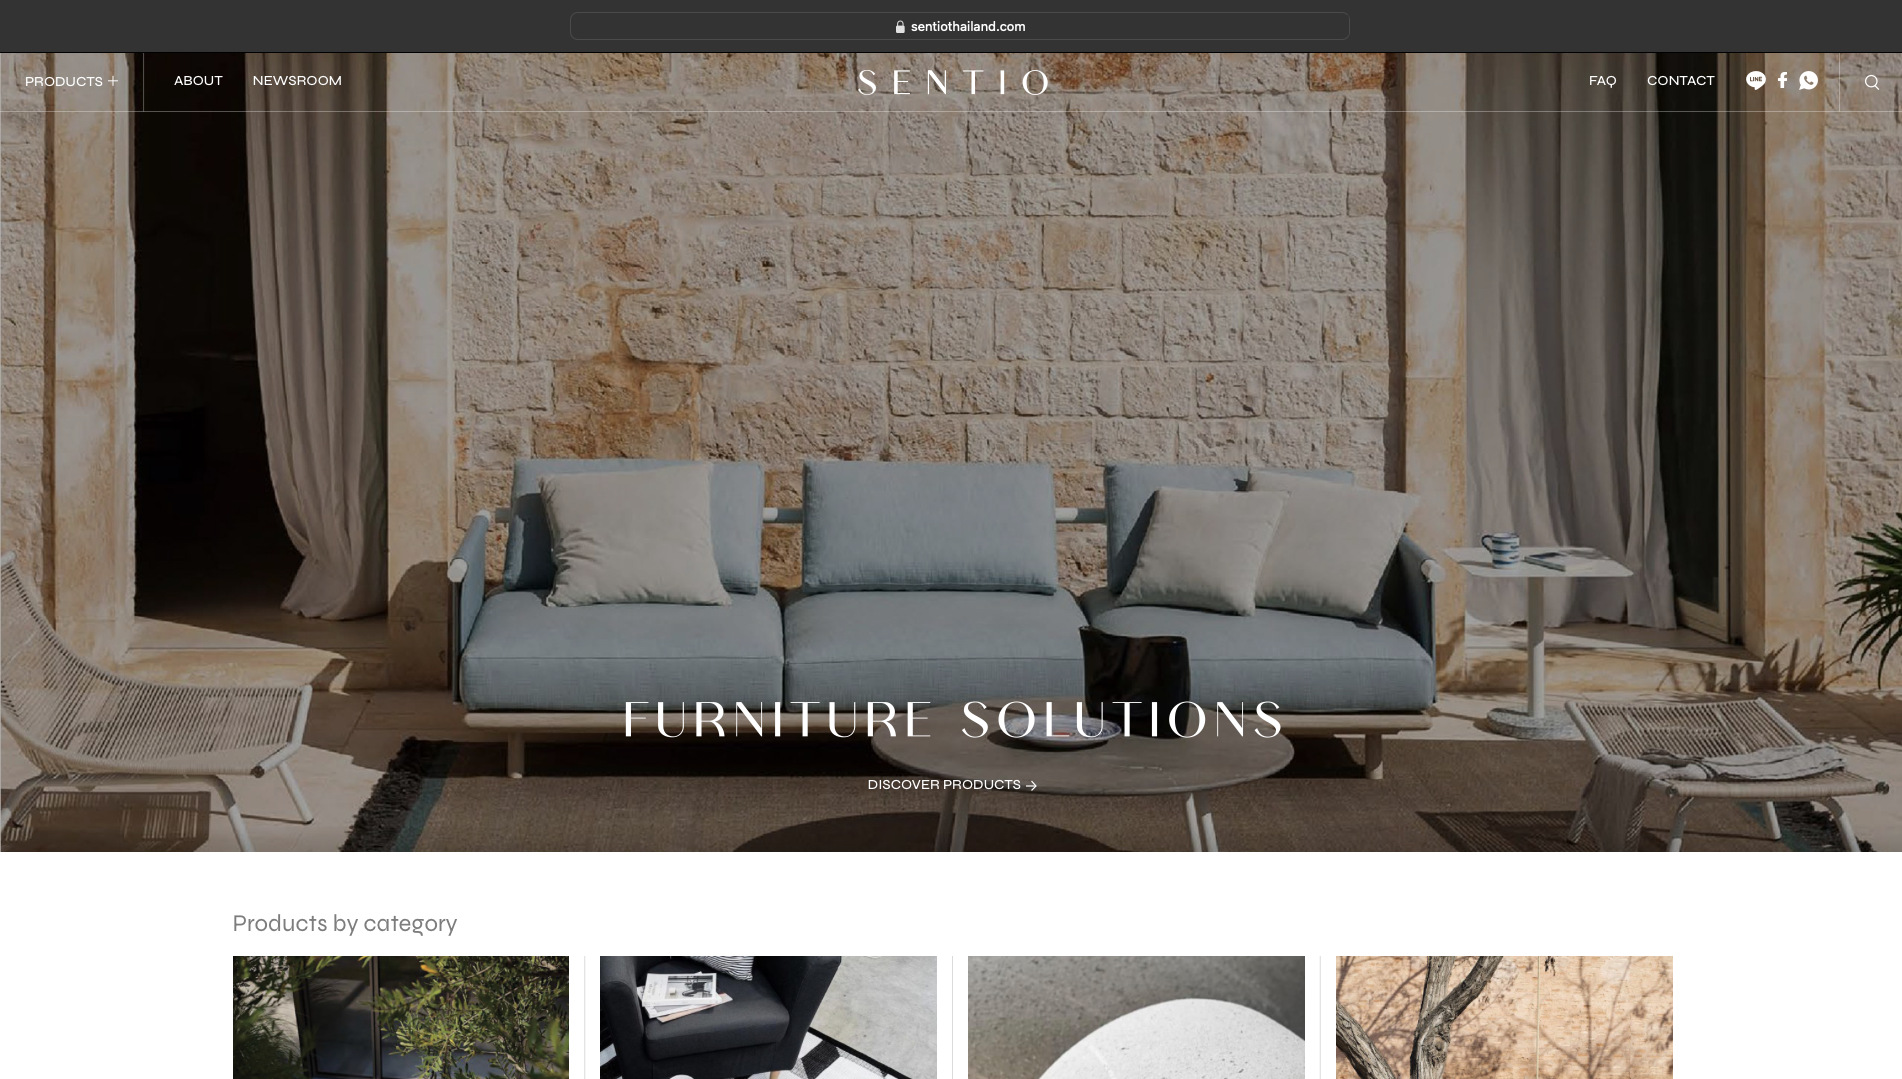 sentiothailand.com
PRODUCTS +
ABOUT
NEWSROOM
SENTIO
FAQ
CONTACT
LINE
FURNITURE SOLUTIONS
DISCOVER PRODUCTS →
Products by category